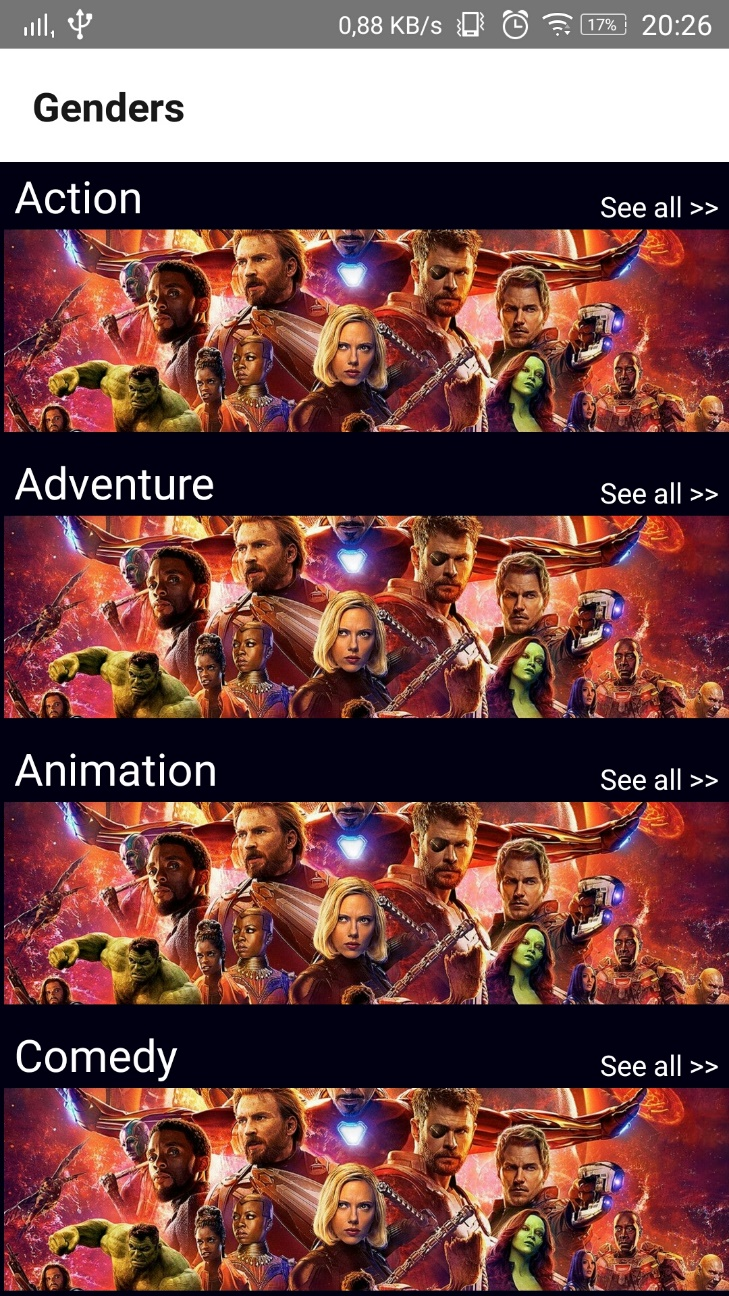 0,88 KB/s 17% 20:26
Genders
Action
See all >>
Adventure
See all >>
Animation
See all >>
Comedy
See all >>